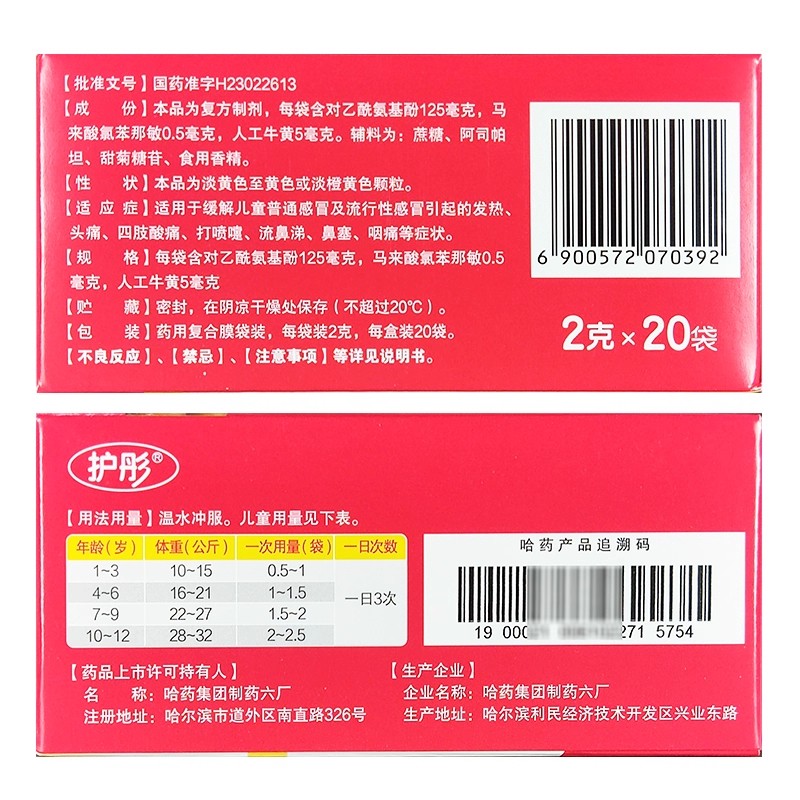 【批准文号】国药准字H23022613
【成　份】本品为复方制剂，每袋含对乙酰氨基酚125毫克，马
来酸氯苯那敏0.5毫克，人工牛黄5毫克。辅料为：蔗糖、阿司帕
坦、甜菊糖苷、食用香精。
【性　状】本品为淡黄色至黄色或淡橙黄色颗粒。
【适应症】适用于缓解儿童普通感冒及流行性感冒引起的发热、
头痛、四肢酸痛、打喷嚏、流鼻涕、鼻塞、咽痛等症状。
【规　格】每袋含对乙酰氨基酚125毫克，马来酸氯苯那敏0.5
毫克，人工牛黄5毫克
【贮　藏】密封，在阴凉干燥处保存（不超过20℃）。
【包　装】药用复合膜袋装，每袋装2克，每盒装20袋。
【不良反应】、【禁忌】、【注意事项】等详见说明书。
6 900572 070392
2克×20袋
护彤®
【用法用量】温水冲服。儿童用量见下表。
年龄（岁） 体重（公斤） 一次用量（袋） 一日次数
1~3 10~15 0.5~1
4~6 16~21 1~1.5
7~9 22~27 1.5~2
10~12 28~32 2~2.5
一日3次
哈药产品追溯码
19 000 271 5754
【药品上市许可持有人】
名　称：哈药集团制药六厂
注册地址：哈尔滨市道外区南直路326号
【生产企业】
企业名称：哈药集团制药六厂
生产地址：哈尔滨利民经济技术开发区兴业东路